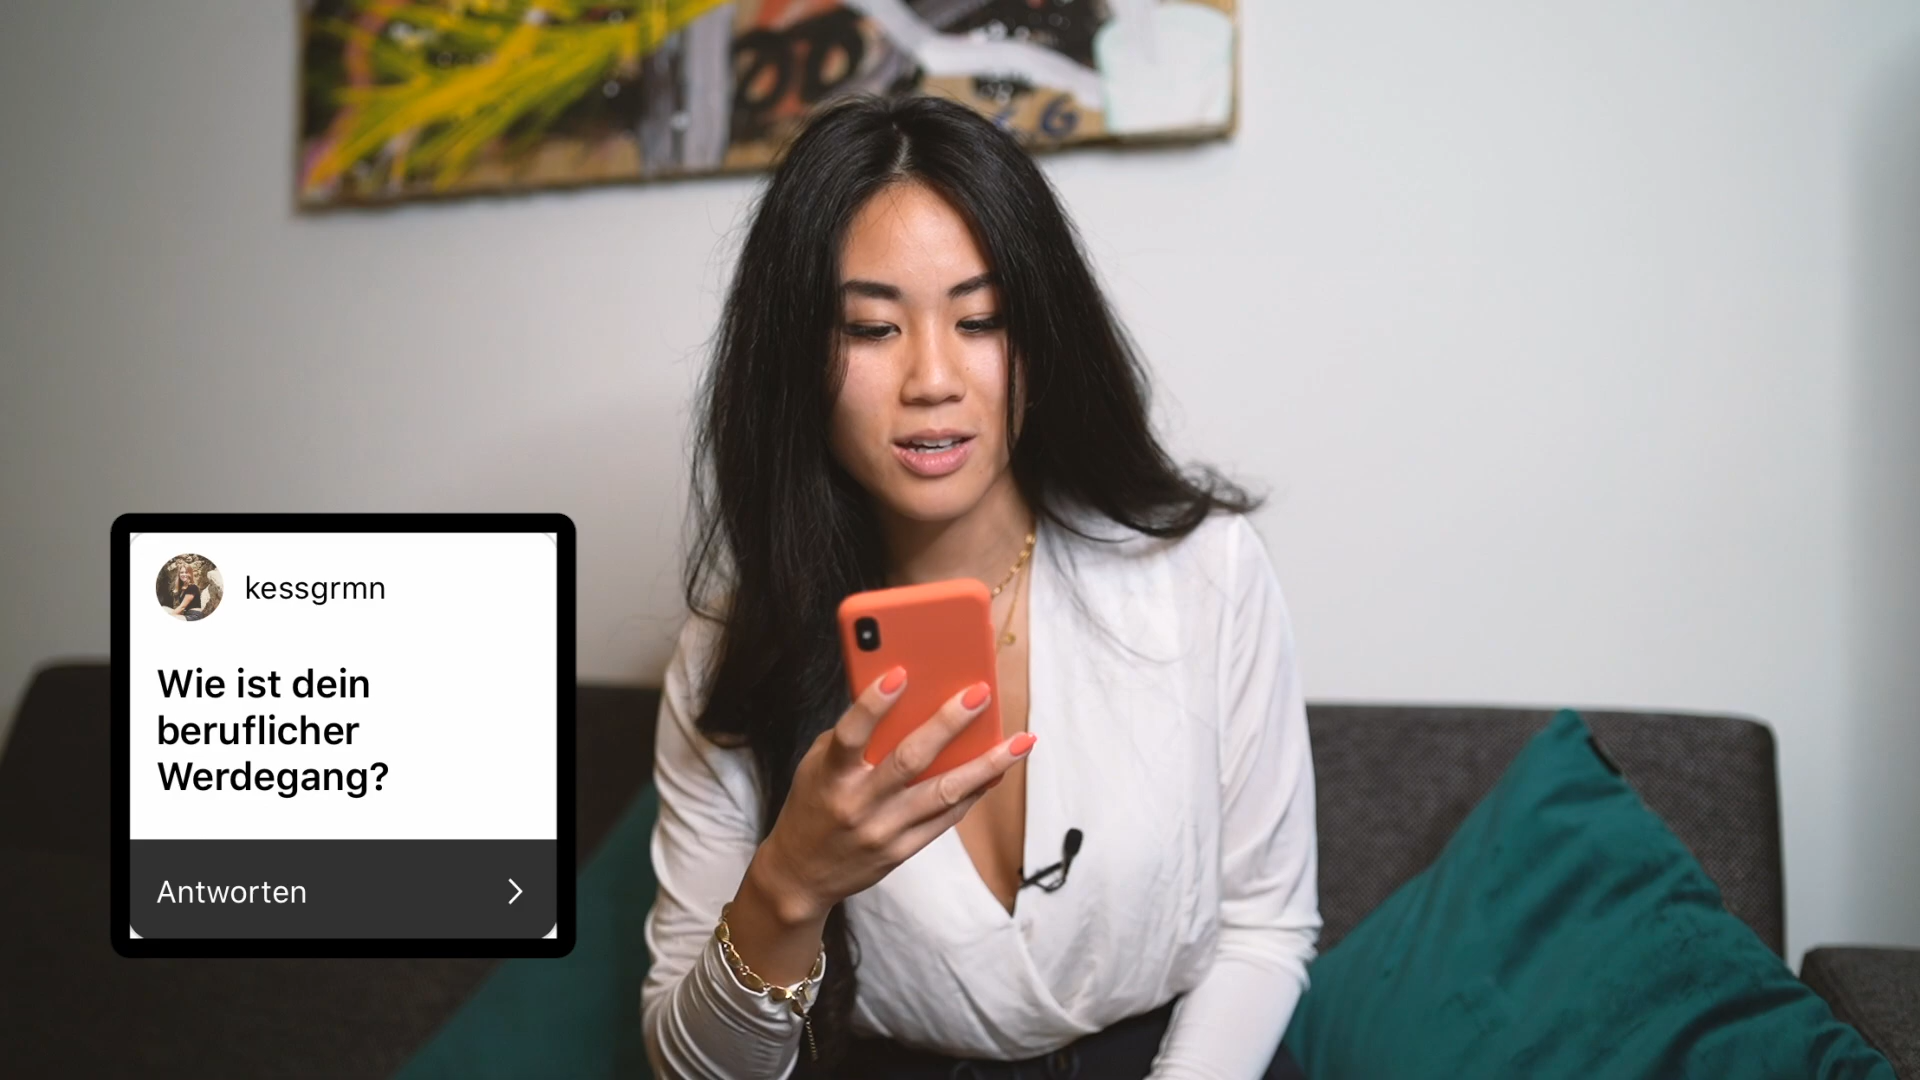 kessgrmn
Wie ist dein
beruflicher
Werdegang?
Antworten